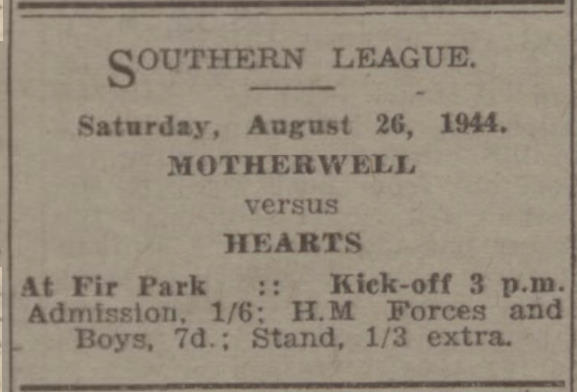 SOUTHERN LEAGUE.
Saturday, August 26, 1944.
MOTHERWELL
versus
HEARTS
At Fir Park :: Kick-off 3 p.m.
Admission, 1/6; H.M Forces and
Boys, 7d.; Stand, 1/3 extra.